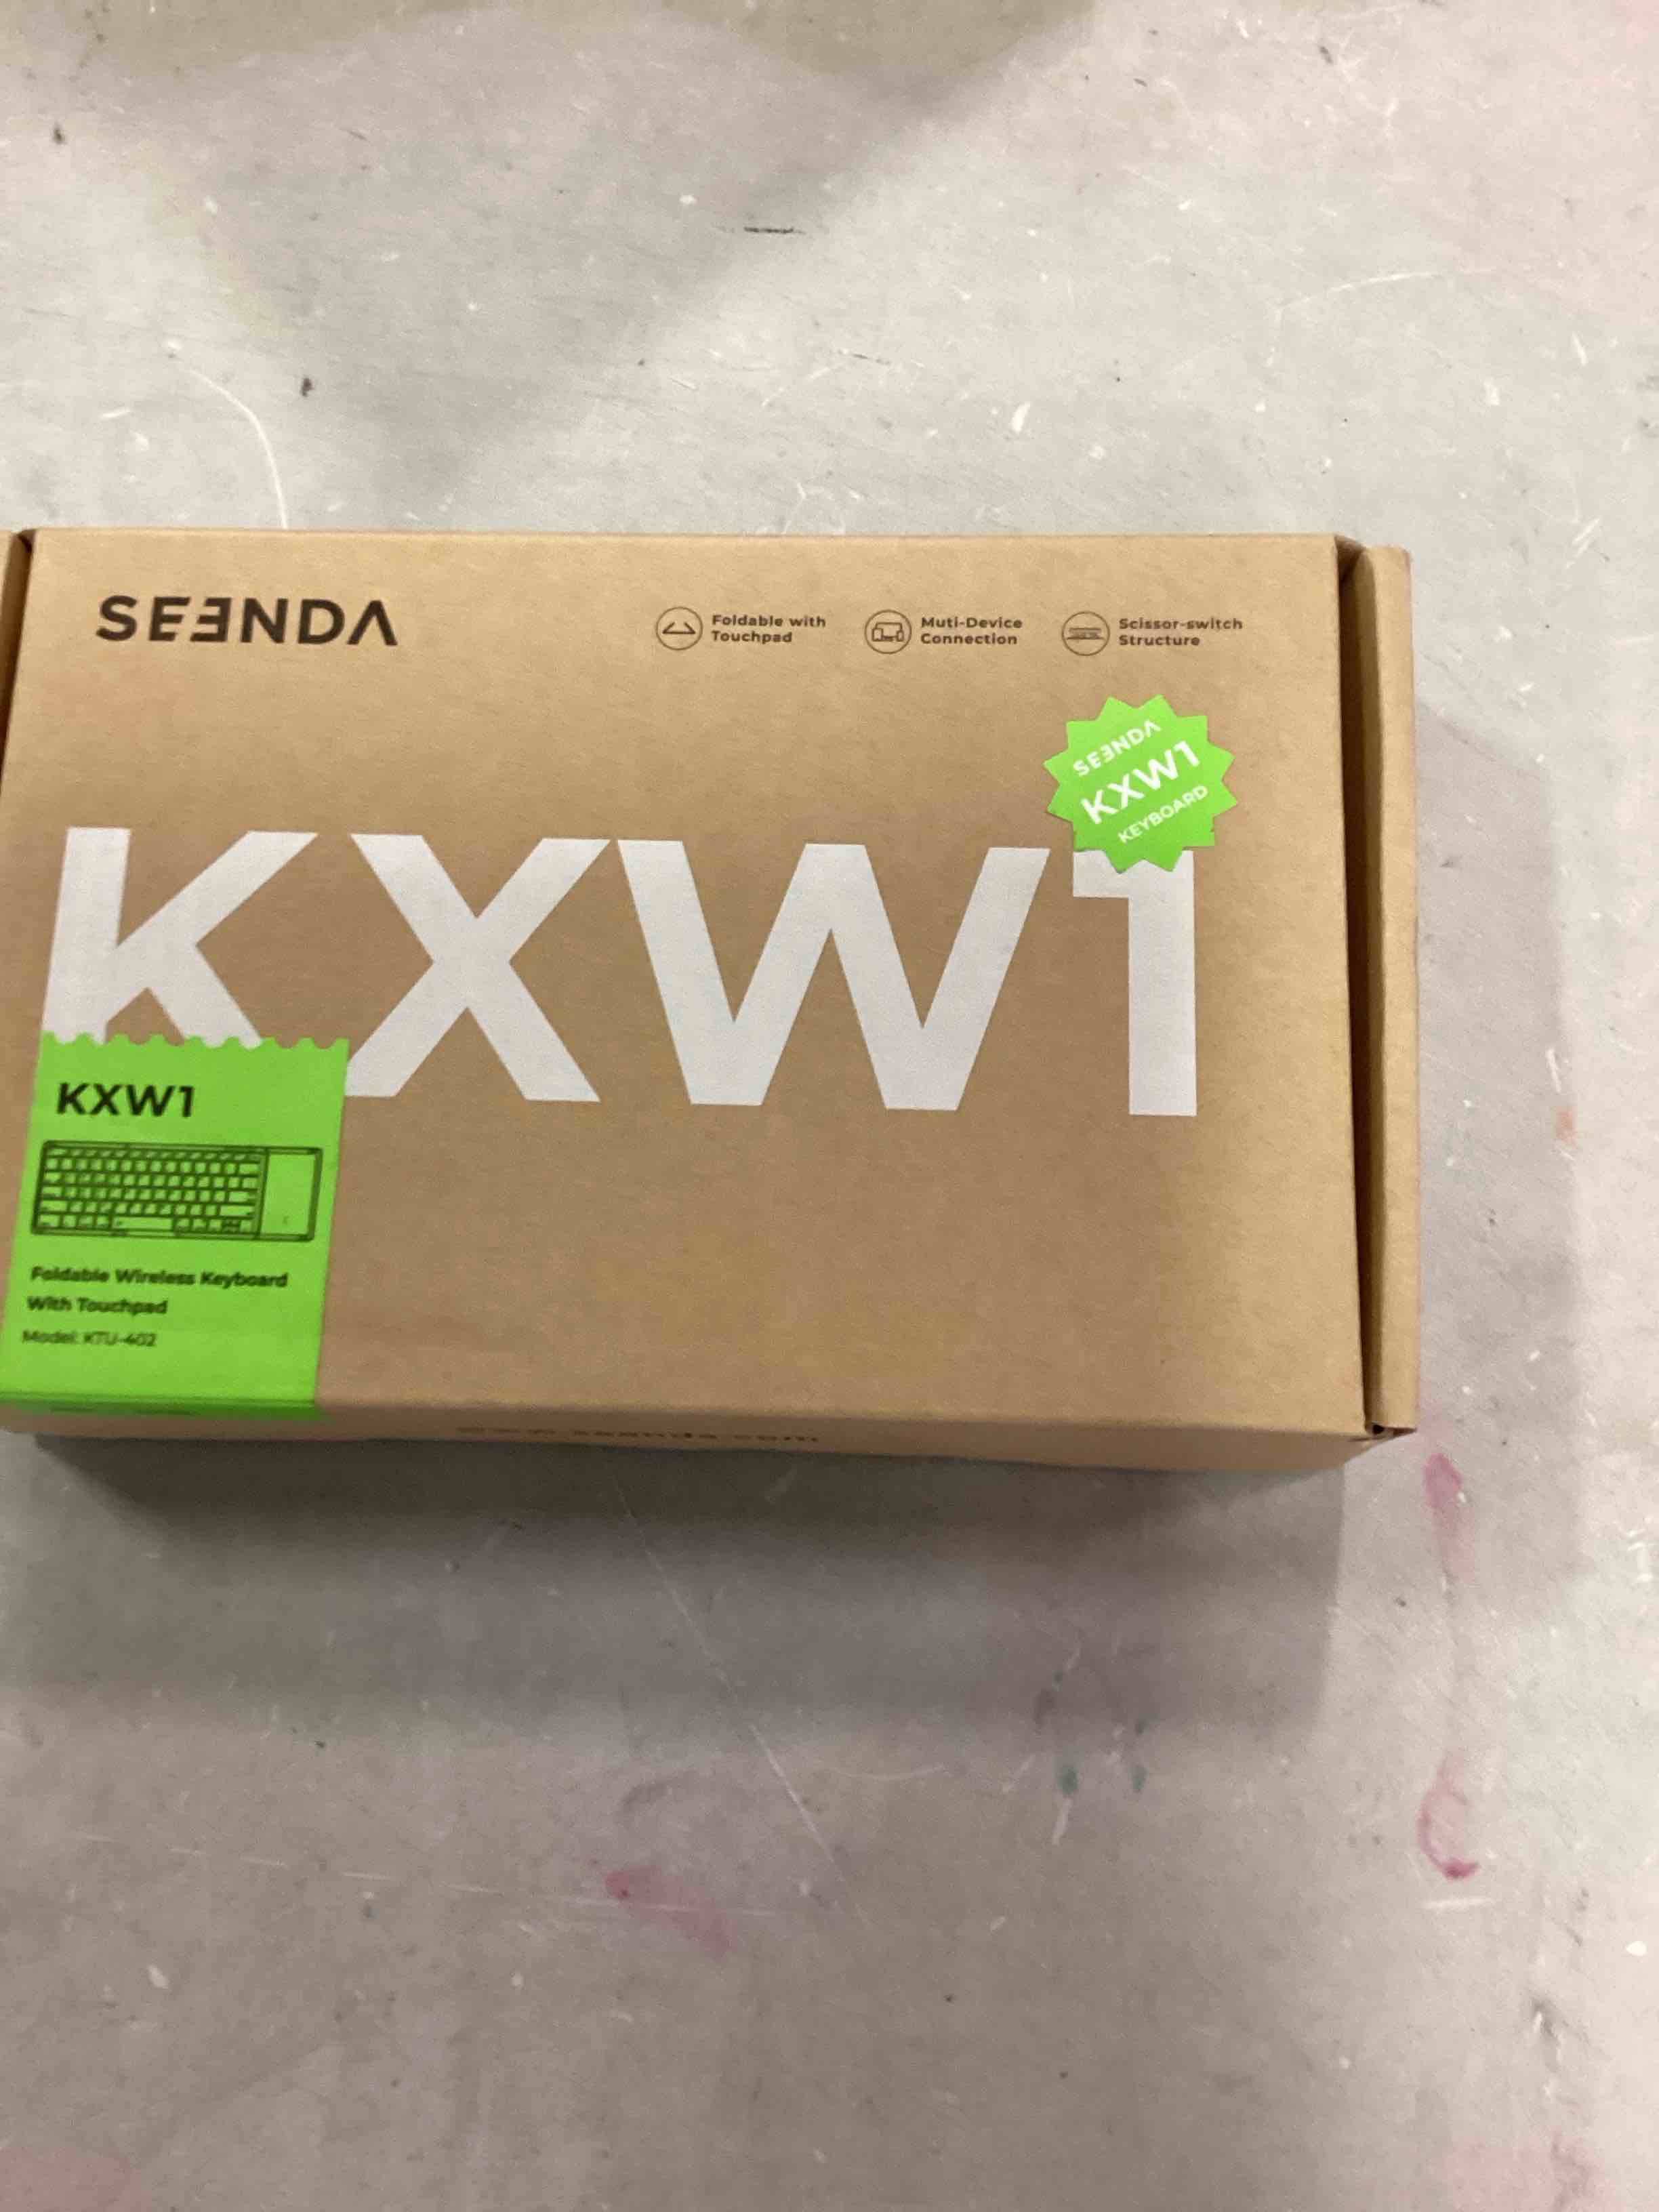 SEENDA
Foldable with
Touchpad
Muti-Device
Connection
Scissor-switch
Structure
SEENDA
KXW1
KEYBOARD
KXW1
KXW1
Foldable Wireless Keyboard
With Touchpad
Model: KTU-402